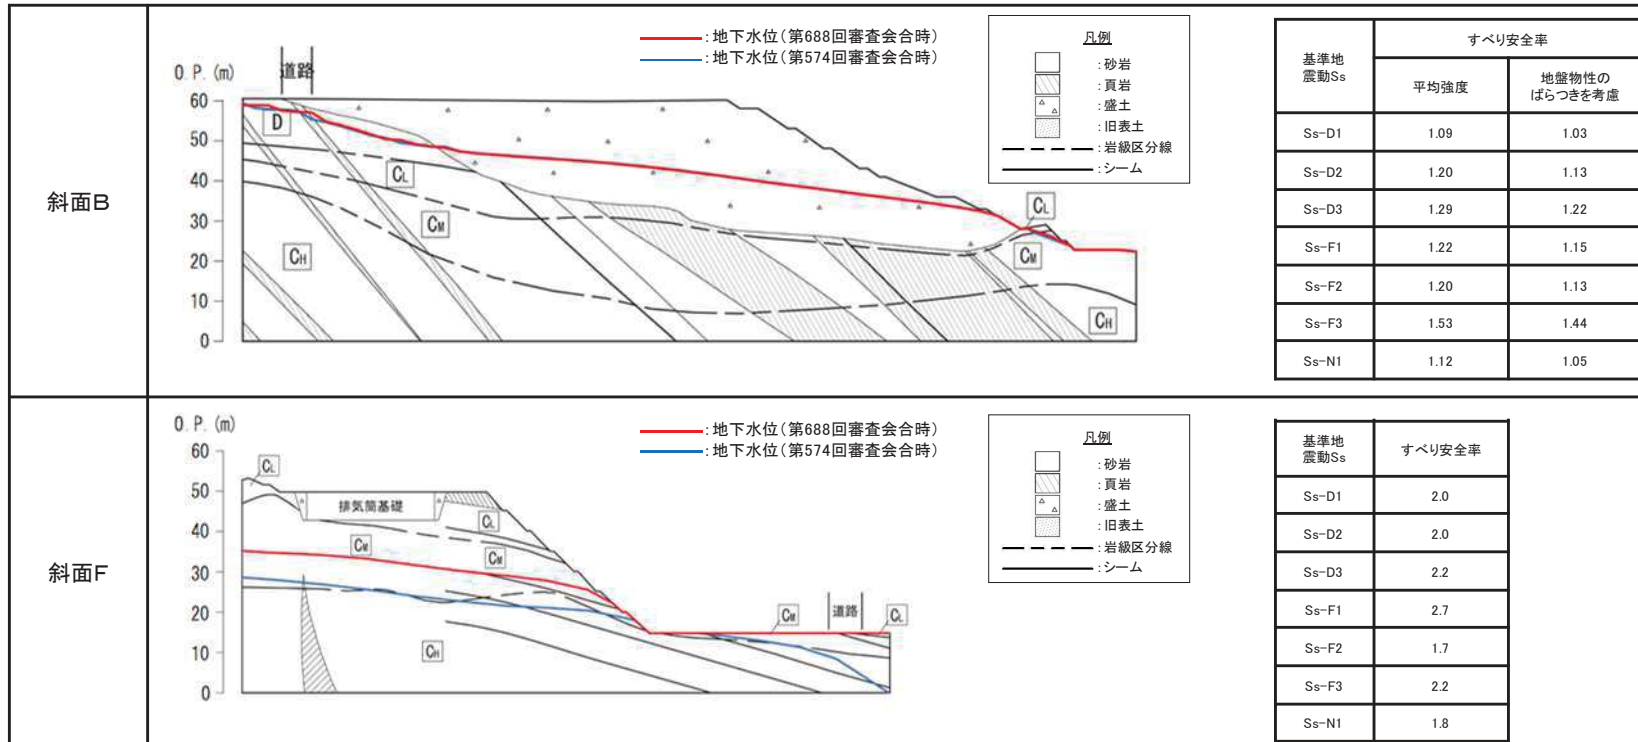 斜面B
O. P. (m)
道路
60
50
40
30
20
10
0
D
CL
CM
CH
CL
CM
CH
：地下水位（第688回審査会合時）
：地下水位（第574回審査会合時）
凡例
：砂岩
：頁岩
：盛土
：旧表土
：岩級区分線
：シーム
基準地震動Ss すべり安全率
平均強度 地盤物性のばらつきを考慮
Ss-D1 1.09 1.03
Ss-D2 1.20 1.13
Ss-D3 1.29 1.22
Ss-F1 1.22 1.15
Ss-F2 1.20 1.13
Ss-F3 1.53 1.44
Ss-N1 1.12 1.05
斜面F
O. P. (m)
60
50
40
30
20
10
0
CL
排気筒基礎
CL
CM
CM
CH
CM
道路
CL
：地下水位（第688回審査会合時）
：地下水位（第574回審査会合時）
凡例
：砂岩
：頁岩
：盛土
：旧表土
：岩級区分線
：シーム
基準地震動Ss すべり安全率
Ss-D1 2.0
Ss-D2 2.0
Ss-D3 2.2
Ss-F1 2.7
Ss-F2 1.7
Ss-F3 2.2
Ss-N1 1.8